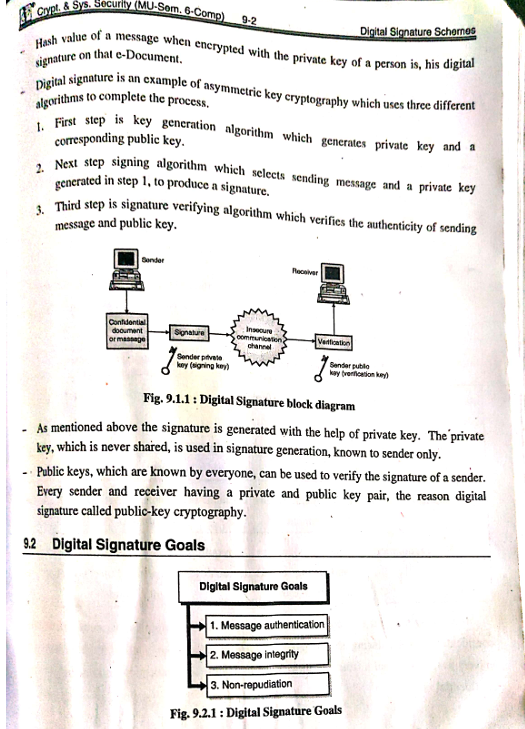 Crypt. & Sys. Security (MU-Sem. 6-Comp)
9-2
Digital Signature Schemes
Hash value of a message when encrypted with the private key of a person is, his digital
signature on that e-Document.
- Digital signature is an example of asymmetric key cryptography which uses three different
algorithms to complete the process.
1. First step is key generation algorithm which generates private key and a
corresponding public key.
2. Next step signing algorithm which selects sending message and a private key
generated in step 1, to produce a signature.
3. Third step is signature verifying algorithm which verifies the authenticity of sending
message and public key.
Sender
Receiver
Confidential
document
or massage
Signature
Insecure
communication
channel
Verification
Sender private
key (signing key)
Sender public
key (verification key)
Fig. 9.1.1 : Digital Signature block diagram
- As mentioned above the signature is generated with the help of private key. The private
key, which is never shared, is used in signature generation, known to sender only.
- Public keys, which are known by everyone, can be used to verify the signature of a sender.
Every sender and receiver having a private and public key pair, the reason digital
signature called public-key cryptography.
9.2 Digital Signature Goals
Digital Signature Goals
1. Message authentication
2. Message integrity
3. Non-repudiation
Fig. 9.2.1 : Digital Signature Goals